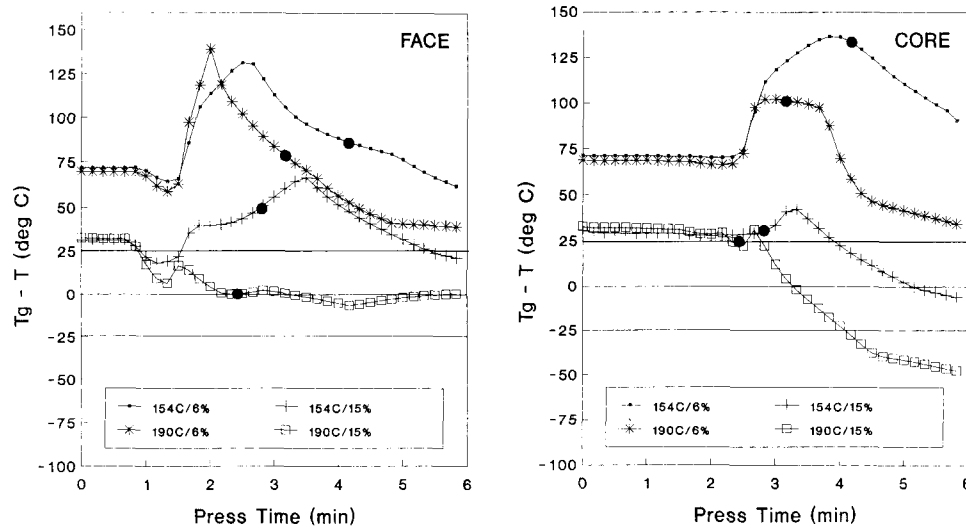 FACE
Tg - T (deg C)
150
125
100
75
50
25
0
-25
-50
-75
-100
154C/6%
154C/15%
190C/6%
190C/15%
0 1 2 3 4 5 6
Press Time (min)
CORE
Tg - T (deg C)
150
125
100
75
50
25
0
-25
-50
-75
-100
154C/6%
154C/15%
190C/6%
190C/15%
0 1 2 3 4 5 6
Press Time (min)